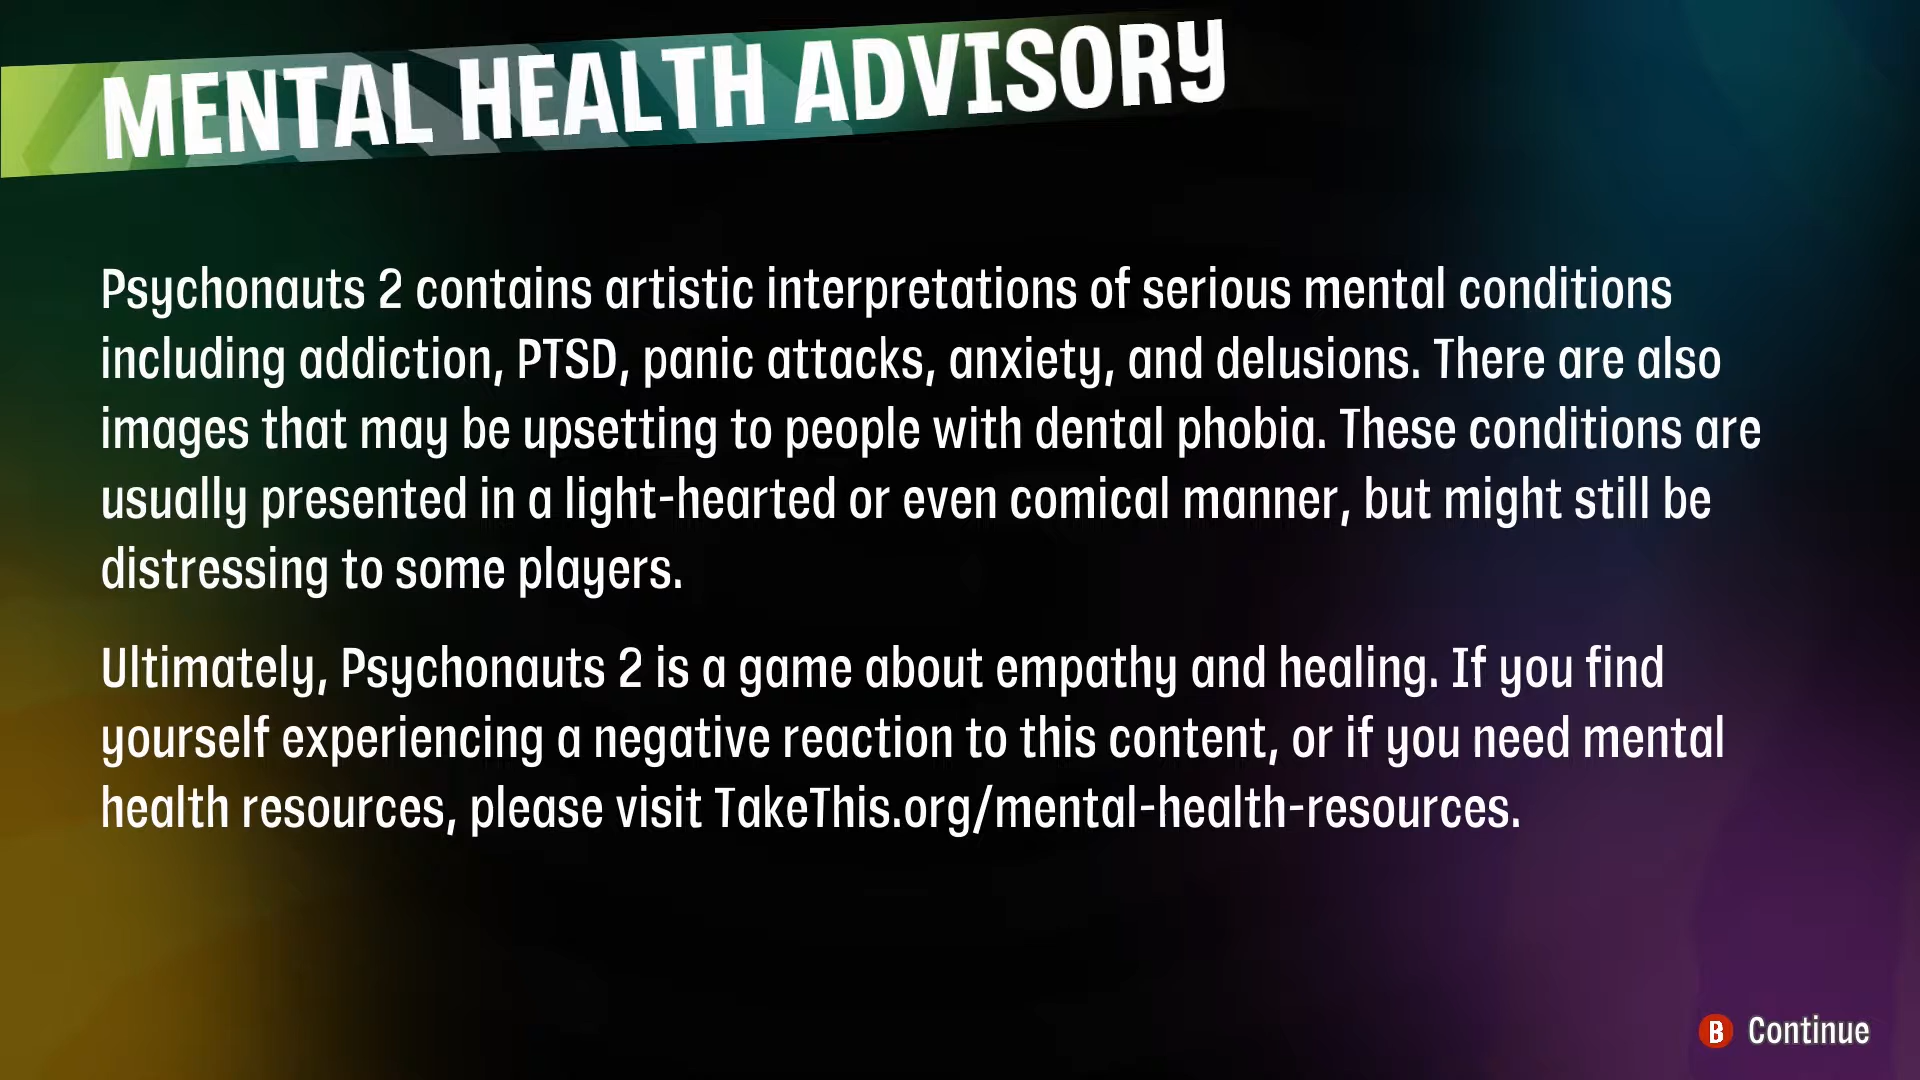 MENTAL HEALTH ADVISORY
Psychonauts 2 contains artistic interpretations of serious mental conditions
including addiction, PTSD, panic attacks, anxiety, and delusions. There are also
images that may be upsetting to people with dental phobia. These conditions are
usually presented in a light-hearted or even comical manner, but might still be
distressing to some players.
Ultimately, Psychonauts 2 is a game about empathy and healing. If you find
yourself experiencing a negative reaction to this content, or if you need mental
health resources, please visit TakeThis.org/mental-health-resources.
B Continue